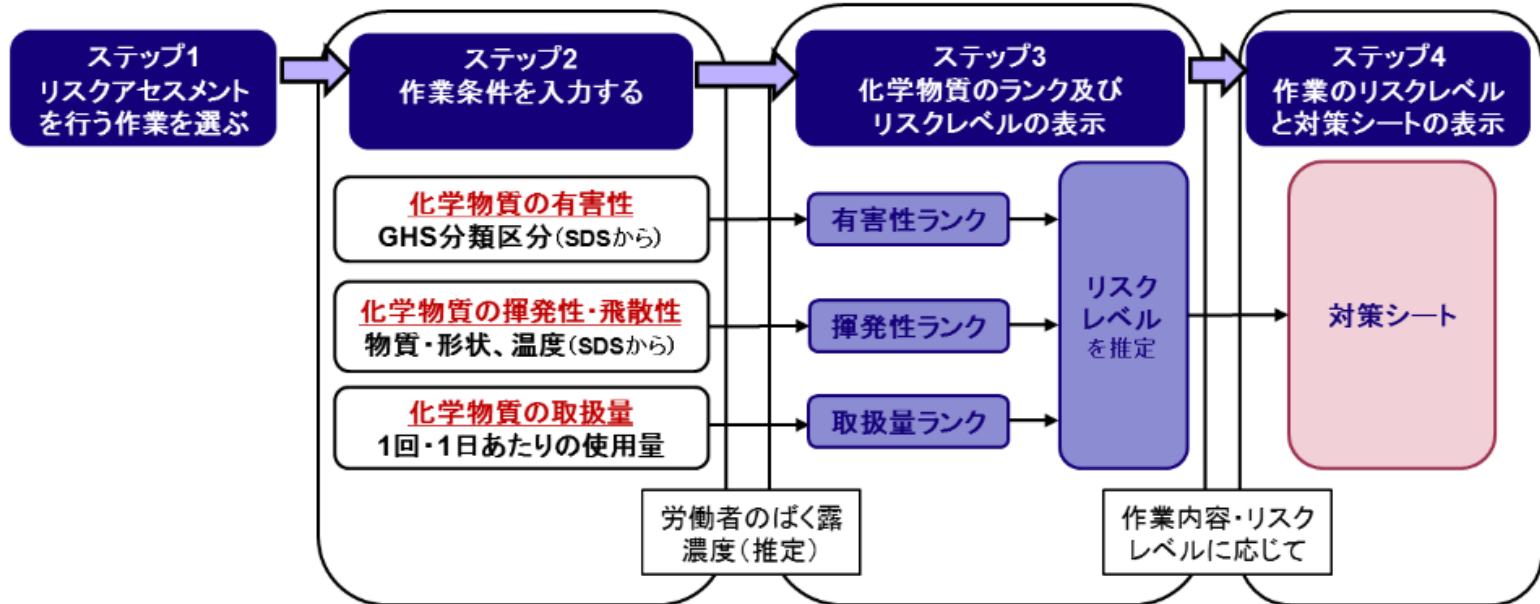 ステップ1
リスクアセスメント
を行う作業を選ぶ
ステップ2
作業条件を入力する
ステップ3
化学物質のランク及び
リスクレベルの表示
ステップ4
作業のリスクレベル
と対策シートの表示
化学物質の有害性
GHS分類区分(SDSから)
化学物質の揮発性・飛散性
物質・形状、温度(SDSから)
化学物質の取扱量
1回・1日あたりの使用量
有害性ランク
揮発性ランク
取扱量ランク
リスク
レベル
を推定
対策シート
労働者のばく露
濃度(推定)
作業内容・リスク
レベルに応じて